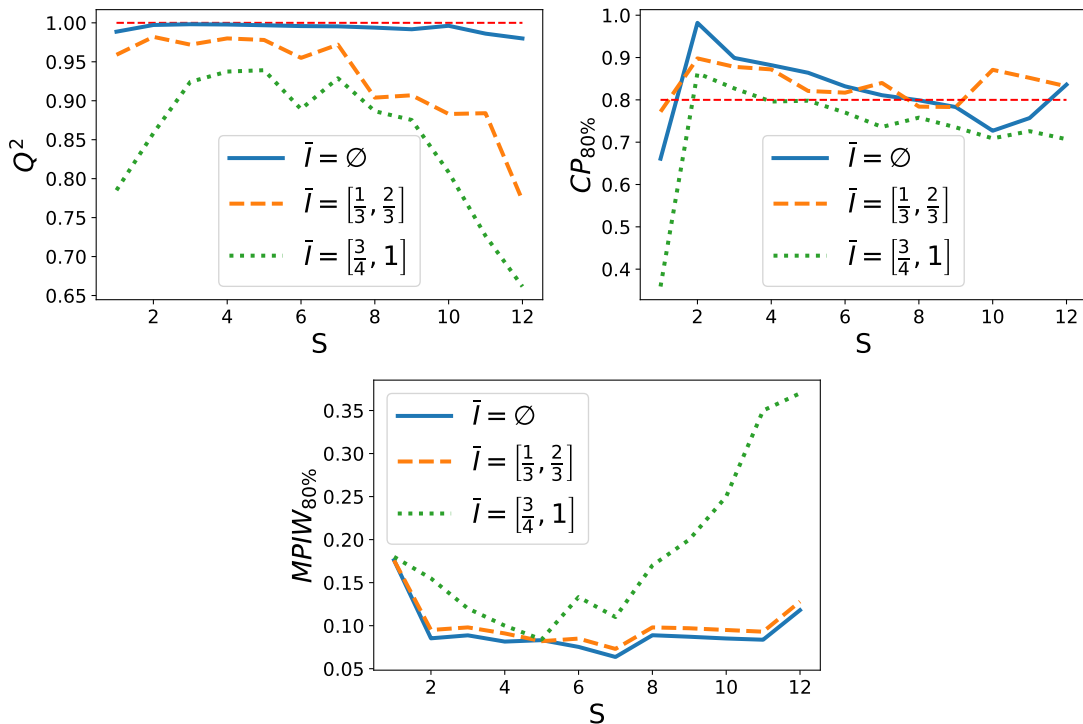 1.00
0.95
0.90
0.85
0.80
0.75
0.70
0.65
Q²
Ī = ∅
Ī = [1/3, 2/3]
Ī = [3/4, 1]
2 4 6 8 10 12
S
1.0
0.9
0.8
0.7
0.6
0.5
0.4
CP80%
Ī = ∅
Ī = [1/3, 2/3]
Ī = [3/4, 1]
2 4 6 8 10 12
S
0.35
0.30
0.25
0.20
0.15
0.10
0.05
MPIW80%
Ī = ∅
Ī = [1/3, 2/3]
Ī = [3/4, 1]
2 4 6 8 10 12
S